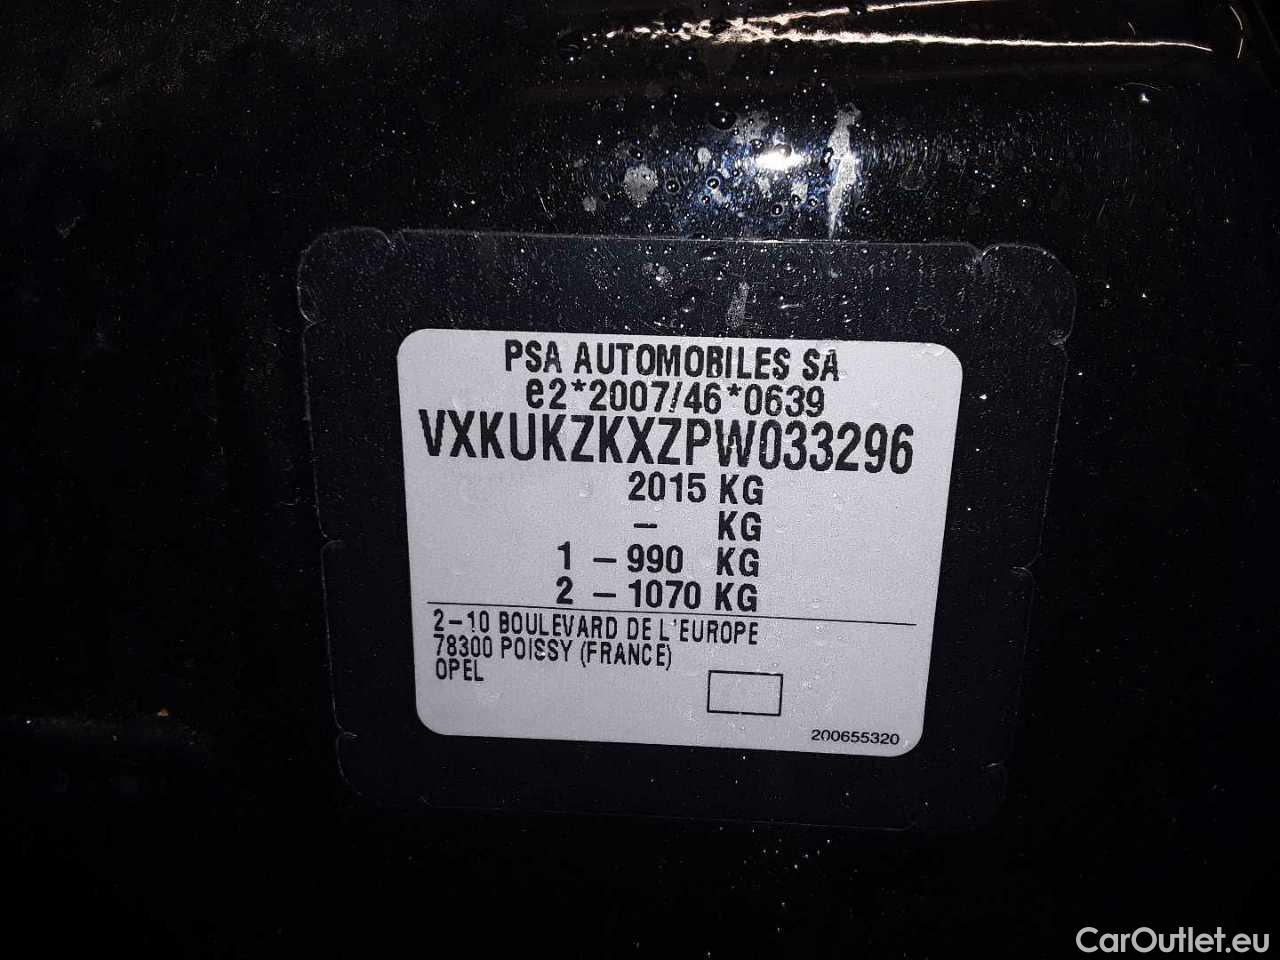 PSA AUTOMOBILES SA
e2*2007/46*0639
VXKUKZKXZPW033296
2015 KG
– KG
1 – 990 KG
2 – 1070 KG
2–10 BOULEVARD DE L'EUROPE
78300 POISSY (FRANCE)
OPEL
200655320
CarOutlet.eu